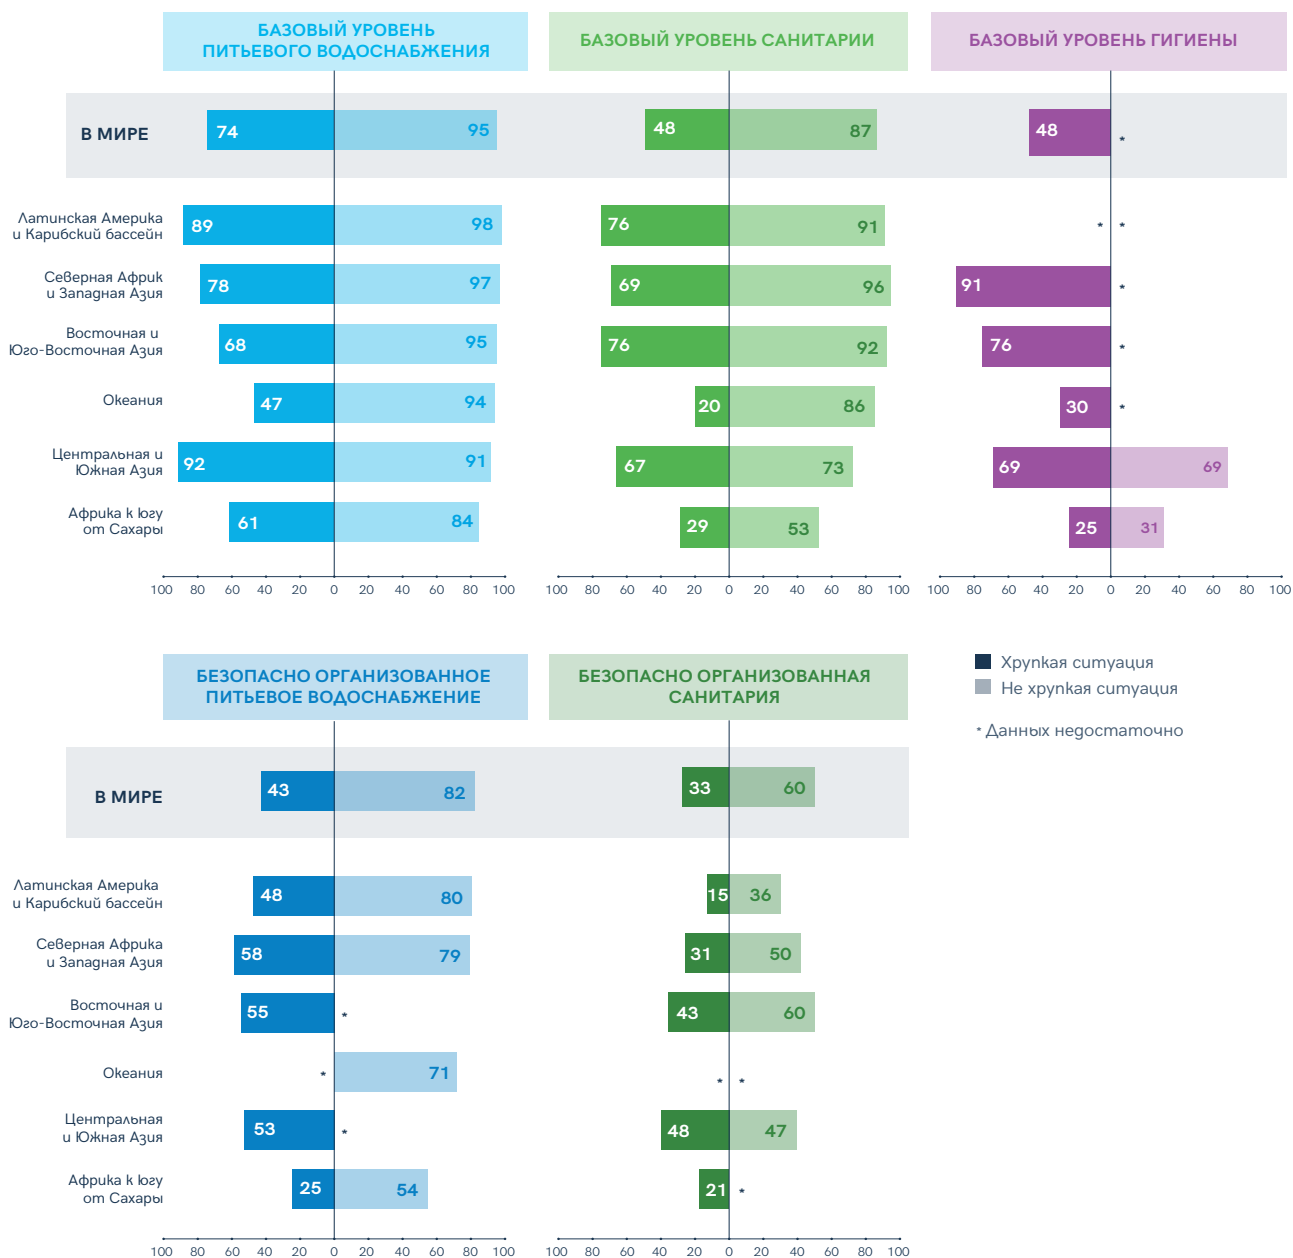 БАЗОВЫЙ УРОВЕНЬ
ПИТЬЕВОГО ВОДОСНАБЖЕНИЯ
БАЗОВЫЙ УРОВЕНЬ САНИТАРИИ
БАЗОВЫЙ УРОВЕНЬ ГИГИЕНЫ
В МИРЕ 74 95 48 87 48 *
Латинская Америка
и Карибский бассейн 89 98 76 91 * *
Северная Африк
и Западная Азия 78 97 69 96 91 *
Восточная и
Юго-Восточная Азия 68 95 76 92 76 *
Океания 47 94 20 86 30 *
Центральная и
Южная Азия 92 91 67 73 69 69
Африка к югу
от Сахары 61 84 29 53 25 31
100 80 60 40 20 0 20 40 60 80 100 100 80 60 40 20 0 20 40 60 80 100 100 80 60 40 20 0 20 40 60 80 100
БЕЗОПАСНО ОРГАНИЗОВАННОЕ
ПИТЬЕВОЕ ВОДОСНАБЖЕНИЕ
БЕЗОПАСНО ОРГАНИЗОВАННАЯ
САНИТАРИЯ
Хрупкая ситуация
Не хрупкая ситуация
* Данных недостаточно
В МИРЕ 43 82 33 60
Латинская Америка
и Карибский бассейн 48 80 15 36
Северная Африка
и Западная Азия 58 79 31 50
Восточная и
Юго-Восточная Азия 55 * 43 60
Океания * 71 * *
Центральная
и Южная Азия 53 * 48 47
Африка к югу
от Сахары 25 54 21 *
100 80 60 40 20 0 20 40 60 80 100 100 80 60 40 20 0 20 40 60 80 100